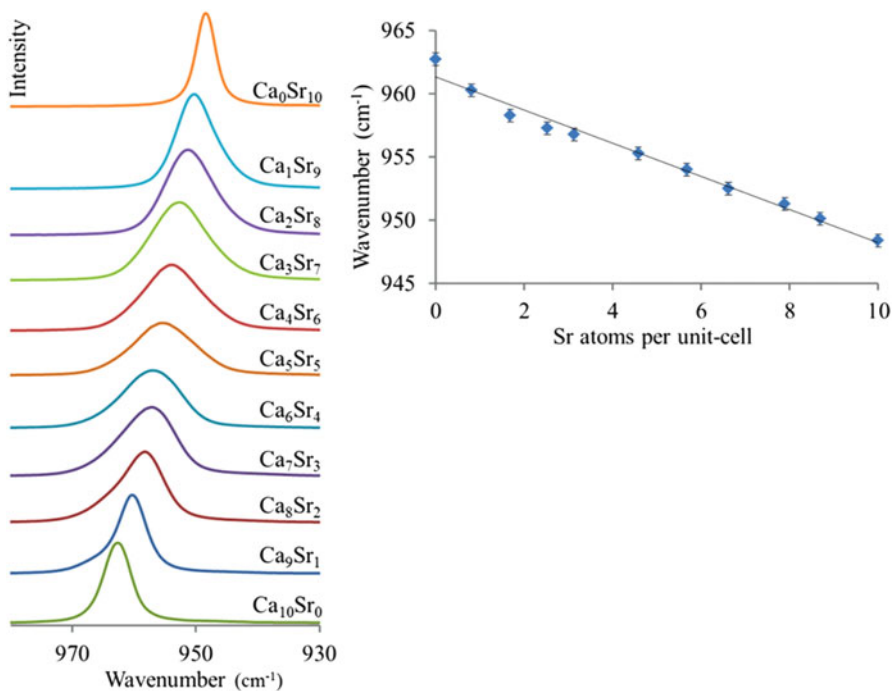 Intensity
Ca₀Sr₁₀
Ca₁Sr₉
Ca₂Sr₈
Ca₃Sr₇
Ca₄Sr₆
Ca₅Sr₅
Ca₆Sr₄
Ca₇Sr₃
Ca₈Sr₂
Ca₉Sr₁
Ca₁₀Sr₀
970 950 930
Wavenumber (cm⁻¹)
Wavenumber (cm⁻¹)
965
960
955
950
945
0 2 4 6 8 10
Sr atoms per unit-cell